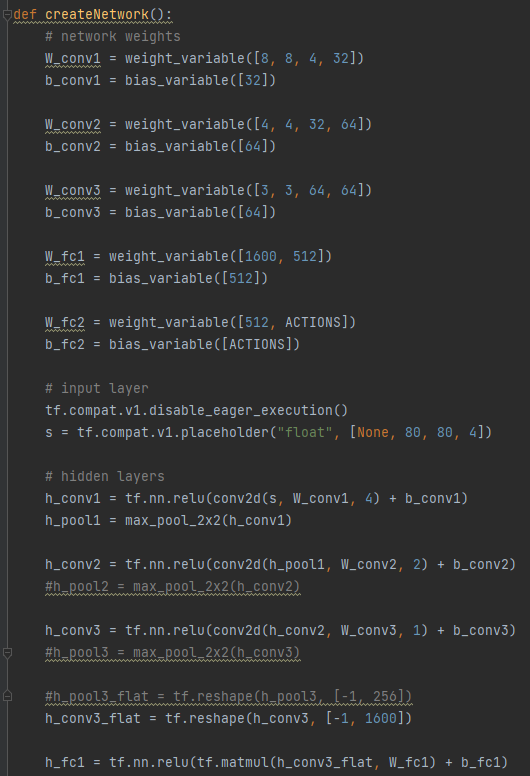 def createNetwork():
    # network weights
    W_conv1 = weight_variable([8, 8, 4, 32])
    b_conv1 = bias_variable([32])

    W_conv2 = weight_variable([4, 4, 32, 64])
    b_conv2 = bias_variable([64])

    W_conv3 = weight_variable([3, 3, 64, 64])
    b_conv3 = bias_variable([64])

    W_fc1 = weight_variable([1600, 512])
    b_fc1 = bias_variable([512])

    W_fc2 = weight_variable([512, ACTIONS])
    b_fc2 = bias_variable([ACTIONS])

    # input layer
    tf.compat.v1.disable_eager_execution()
    s = tf.compat.v1.placeholder("float", [None, 80, 80, 4])

    # hidden layers
    h_conv1 = tf.nn.relu(conv2d(s, W_conv1, 4) + b_conv1)
    h_pool1 = max_pool_2x2(h_conv1)

    h_conv2 = tf.nn.relu(conv2d(h_pool1, W_conv2, 2) + b_conv2)
    #h_pool2 = max_pool_2x2(h_conv2)

    h_conv3 = tf.nn.relu(conv2d(h_conv2, W_conv3, 1) + b_conv3)
    #h_pool3 = max_pool_2x2(h_conv3)

    #h_pool3_flat = tf.reshape(h_pool3, [-1, 256])
    h_conv3_flat = tf.reshape(h_conv3, [-1, 1600])

    h_fc1 = tf.nn.relu(tf.matmul(h_conv3_flat, W_fc1) + b_fc1)